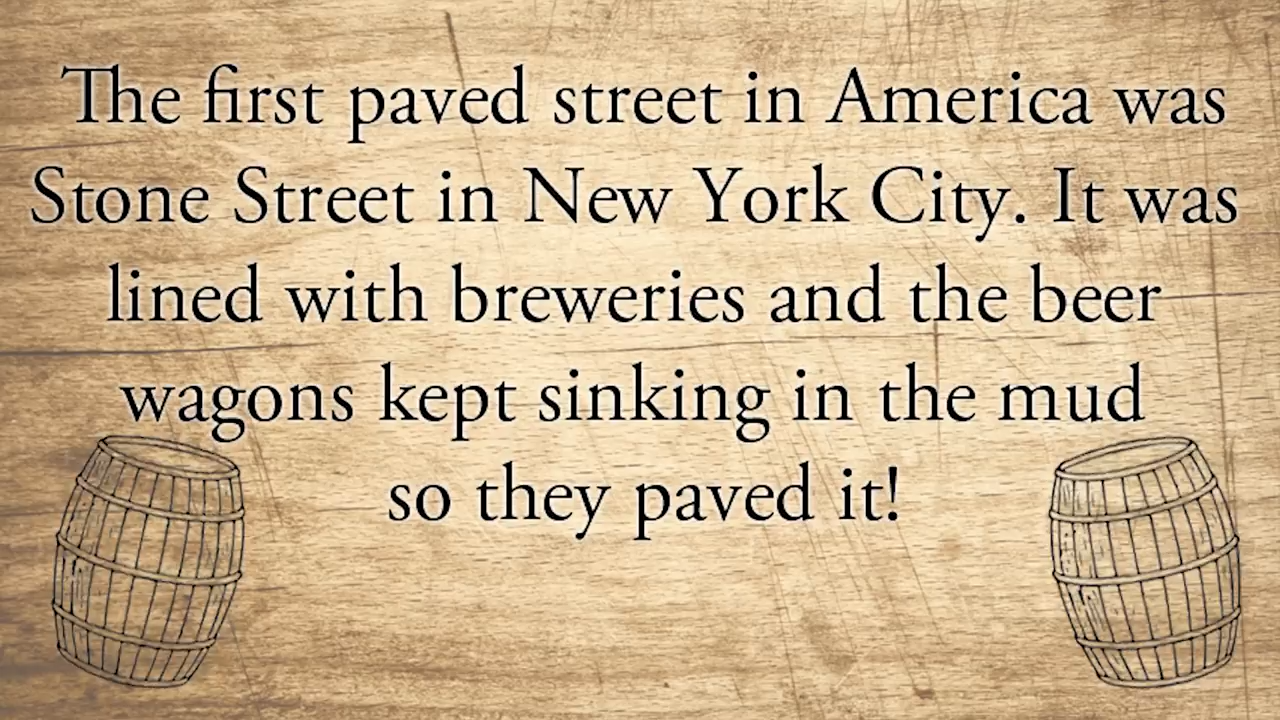 The first paved street in America was
Stone Street in New York City. It was
lined with breweries and the beer
wagons kept sinking in the mud
so they paved it!